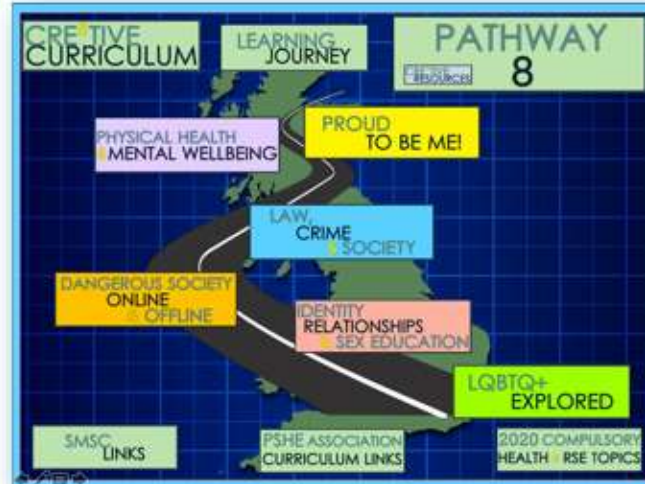 CRE8TIVE
CURRICULUM
LEARNING
JOURNEY
PATHWAY
8
RESOURCES
PHYSICAL HEALTH
& MENTAL WELLBEING
PROUD
TO BE ME!
LAW,
CRIME
& SOCIETY
DANGEROUS SOCIETY
ONLINE
& OFFLINE
IDENTITY
RELATIONSHIPS
& SEX EDUCATION
LQBTQ+
EXPLORED
SMSC
LINKS
PSHE ASSOCIATION
CURRICULUM LINKS
2020 COMPULSORY
HEALTH & RSE TOPICS